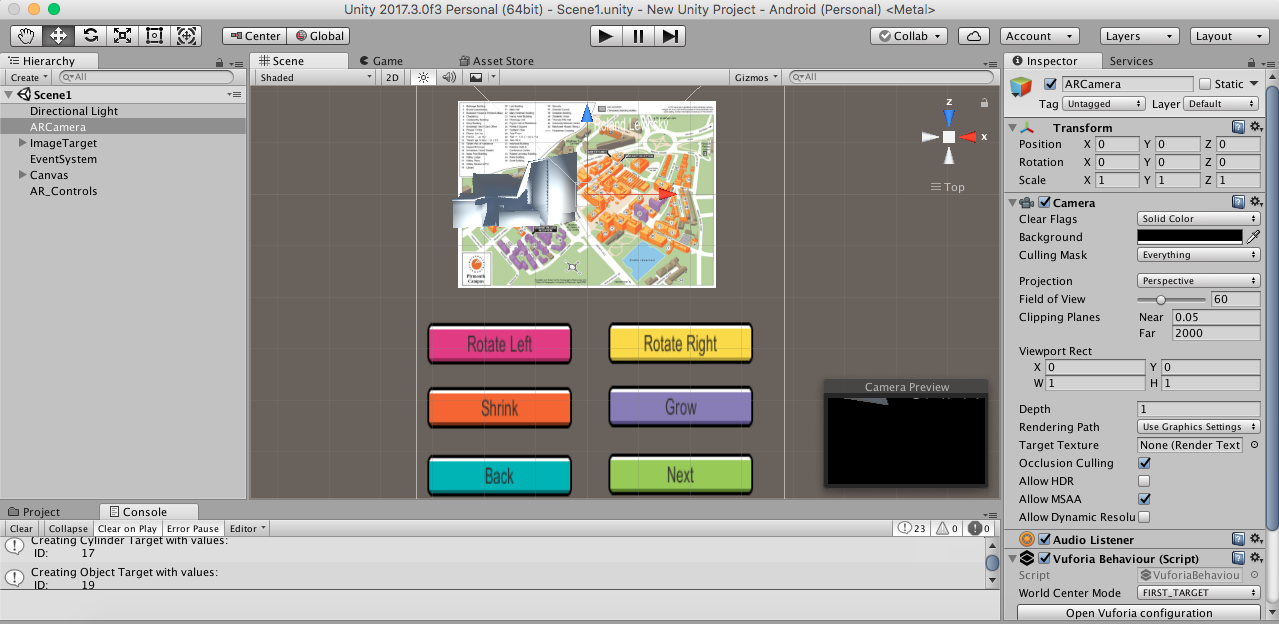 Unity 2017.3.0f3 Personal (64bit) - Scene1.unity - New Unity Project - Android (Personal) <Metal>
Center Global Collab Account Layers Layout
Hierarchy
Create All
Scene1
Directional Light
ARCamera
ImageTarget
EventSystem
Canvas
AR_Controls
Scene Game Asset Store
Shaded 2D Gizmos All
z
x
Top
Plymouth
Campus
Rotate Left Rotate Right
Shrink Grow
Back Next
Camera Preview
Project Console
Clear Collapse Clear on Play Error Pause Editor 23 0 0
Creating Cylinder Target with values:
ID: 17
Creating Object Target with values:
ID: 19
Inspector Services
ARCamera Static
Tag Untagged Layer Default
Transform
Position X 0 Y 0 Z 0
Rotation X 0 Y 0 Z 0
Scale X 1 Y 1 Z 1
Camera
Clear Flags Solid Color
Background
Culling Mask Everything
Projection Perspective
Field of View 60
Clipping Planes Near 0.05
Far 2000
Viewport Rect
X 0 Y 0
W 1 H 1
Depth 1
Rendering Path Use Graphics Settings
Target Texture None (Render Text
Occlusion Culling
Allow HDR
Allow MSAA
Allow Dynamic Resolu
Audio Listener
Vuforia Behaviour (Script)
Script VuforiaBehaviou
World Center Mode FIRST_TARGET
Open Vuforia configuration